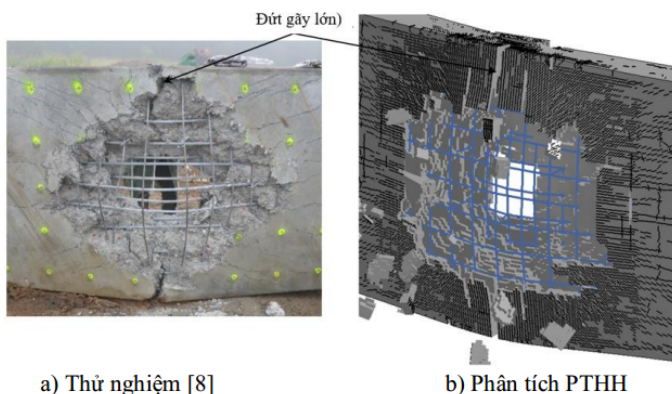 Đứt gãy lớn)
a) Thử nghiệm [8]
b) Phân tích PTHH